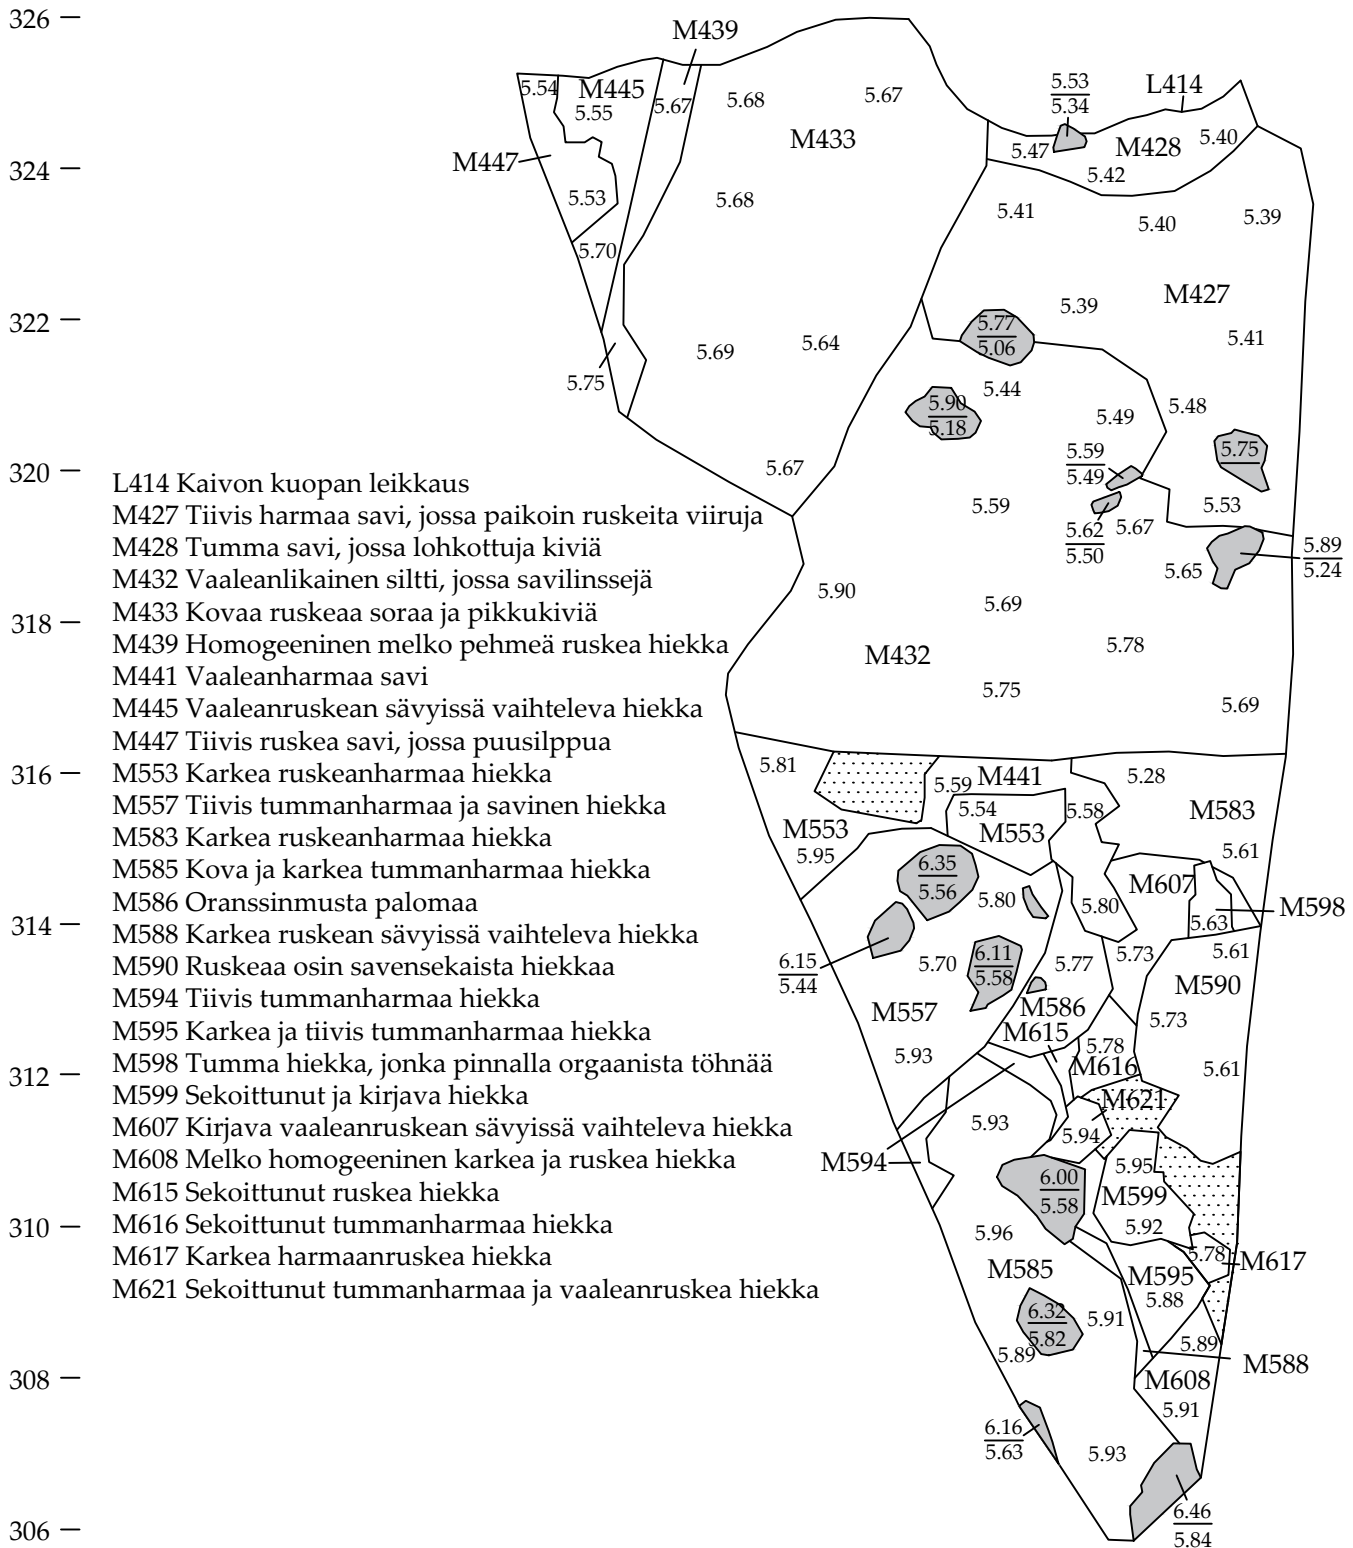 326
M439
5.53
5.34
L414
5.54
M445
5.55
5.67
5.68
5.67
M433
5.47
M428
5.40
324
M447
5.42
5.53
5.68
5.41
5.40
5.39
5.70
M427
5.39
322
5.77
5.06
5.41
5.69
5.64
5.75
5.44
5.90
5.18
5.49
5.48
5.59
5.49
5.75
320
5.67
5.59
5.53
5.62
5.50
5.67
5.65
5.89
5.24
L414 Kaivon kuopan leikkaus
M427 Tiivis harmaa savi, jossa paikoin ruskeita viiruja
M428 Tumma savi, jossa lohkottuja kiviä
M432 Vaaleanlikainen siltti, jossa savilinssejä
M433 Kovaa ruskeaa soraa ja pikkukiviä
M439 Homogeeninen melko pehmeä ruskea hiekka
M441 Vaaleanharmaa savi
M445 Vaaleanruskean sävyissä vaihteleva hiekka
M447 Tiivis ruskea savi, jossa puusilppua
M553 Karkea ruskeanharmaa hiekka
M557 Tiivis tummanharmaa ja savinen hiekka
M583 Karkea ruskeanharmaa hiekka
M585 Kova ja karkea tummanharmaa hiekka
M586 Oranssinmusta palomaa
M588 Karkea ruskean sävyissä vaihteleva hiekka
M590 Ruskeaa osin savensekaista hiekkaa
M594 Tiivis tummanharmaa hiekka
M595 Karkea ja tiivis tummanharmaa hiekka
M598 Tumma hiekka, jonka pinnalla orgaanista töhnää
M599 Sekoittunut ja kirjava hiekka
M607 Kirjava vaaleanruskean sävyissä vaihteleva hiekka
M608 Melko homogeeninen karkea ja ruskea hiekka
M615 Sekoittunut ruskea hiekka
M616 Sekoittunut tummanharmaa hiekka
M617 Karkea harmaanruskea hiekka
M621 Sekoittunut tummanharmaa ja vaaleanruskea hiekka
5.90
5.69
318
M432
5.78
5.75
5.69
316
5.81
5.59
M441
5.28
5.54
5.58
M583
M553
M553
5.95
5.61
6.35
5.56
5.80
M607
5.80
314
5.63
M598
6.15
5.44
5.70
6.11
5.58
5.77
5.73
5.61
M590
M557
M586
5.73
M615
5.93
5.78
312
M616
5.61
M621
5.93
5.94
M594
5.95
6.00
5.58
M599
310
5.96
5.92
5.78
M617
M585
M595
5.88
6.32
5.82
5.91
5.89
5.89
M588
308
M608
5.91
6.16
5.63
5.93
306
6.46
5.84